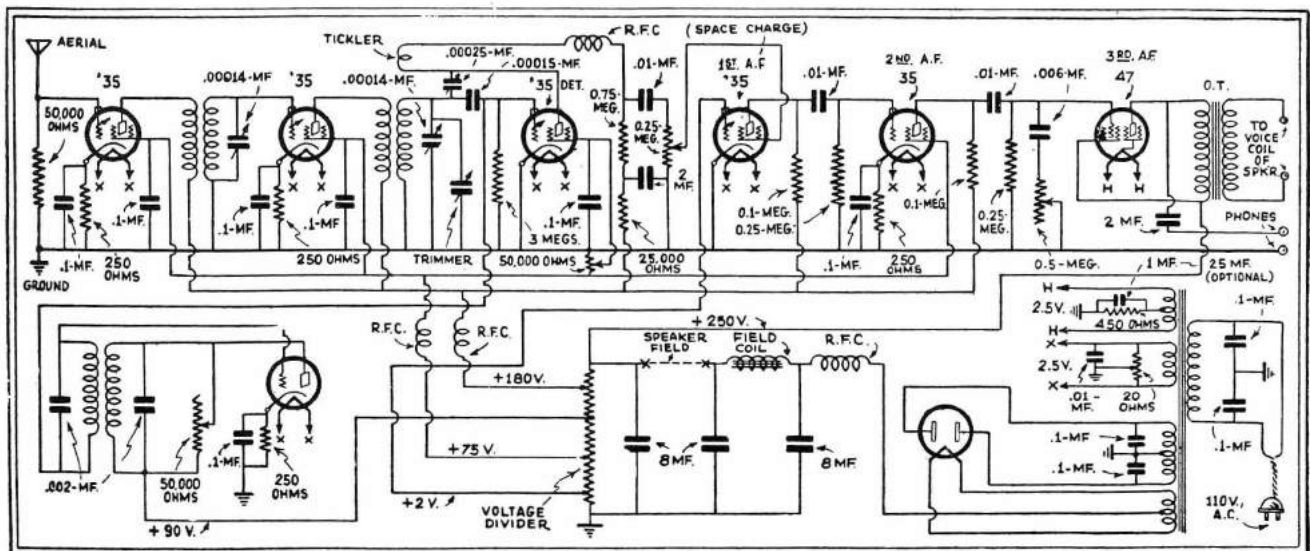 AERIAL
'35
.00014-MF.
'35
.00014-MF.
TICKLER
R.F.C
.00025-MF.
.00015-MF.
'35 DET.
(SPACE CHARGE)
.01-MF.
0.75-
MEG.
0.25-
MEG.
2
MF.
1ST. A.F
'35
.01-MF.
2ND A.F.
35
.01-MF.
.006-MF.
3RD. A.F.
47
O.T.
TO
VOICE
COIL
OF
SPKR.
50,000
OHMS
.1-MF.
.1-MF.
250
OHMS
GROUND
.1-MF.
.1-MF.
250 OHMS
TRIMMER
3 MEGS.
.1-MF.
50,000 OHMS
25,000
OHMS
0.1-MEG.
0.25-MEG.
.1-MF.
250
OHMS
0.1-MEG.
0.25-
MEG.
0.5-MEG.
2 MF.
PHONES
25 MF.
(OPTIONAL)
R.F.C.
R.F.C.
+250 V.
SPEAKER
FIELD
FIELD
COIL
R.F.C.
+180V.
+75 V.
+2 V.
+90 V.
VOLTAGE
DIVIDER
8 MF.
8 MF.
.002-MF.
50,000
OHMS
.1-MF.
250
OHMS
X
X
H
2.5V.
H
1 MF.
450 OHMS
X
2.5V.
X
.01-
MF.
20
OHMS
.1-MF
.1-MF.
.1-MF.
.1-MF
110V.,
A.C.
X X
X X
X X
X X
X X
H H